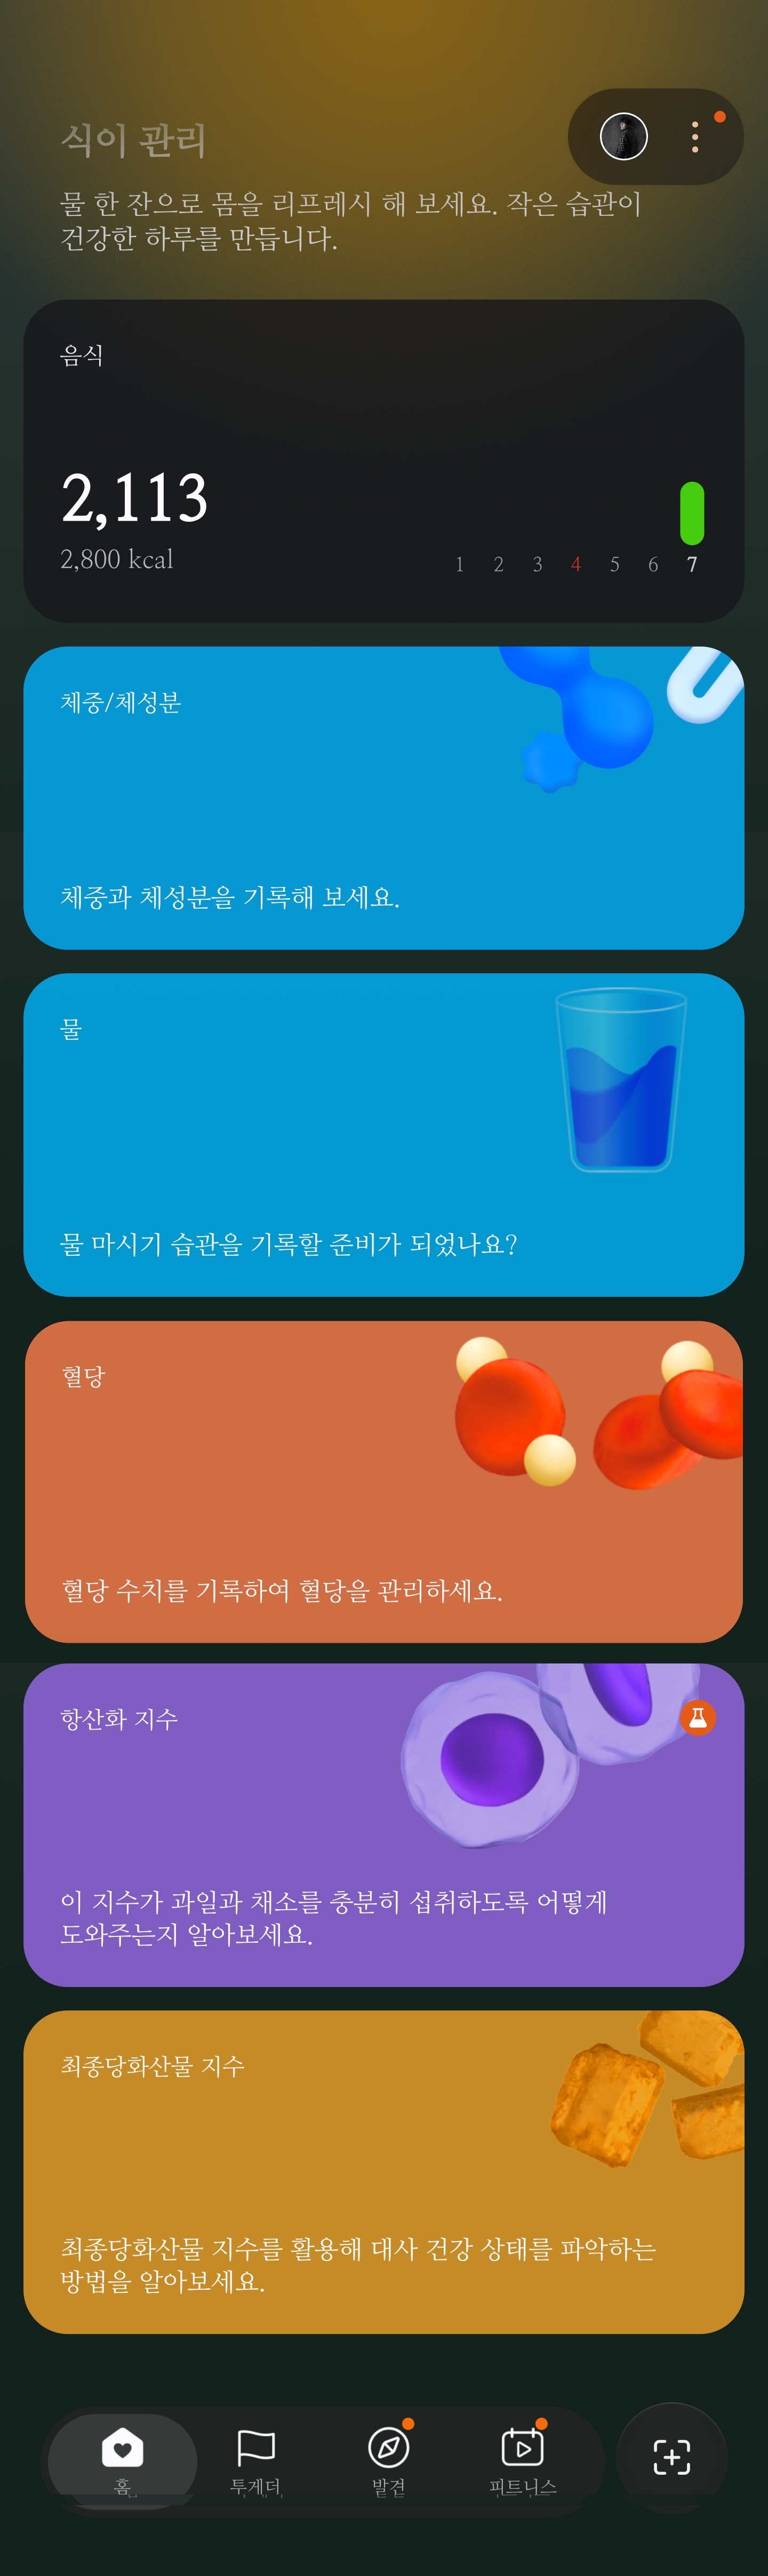 식이 관리
물 한 잔으로 몸을 리프레시 해 보세요. 작은 습관이
건강한 하루를 만듭니다.
음식
2,113
2,800 kcal
1 2 3 4 5 6 7
체중/체성분
체중과 체성분을 기록해 보세요.
물
물 마시기 습관을 기록할 준비가 되었나요?
혈당
혈당 수치를 기록하여 혈당을 관리하세요.
항산화 지수
이 지수가 과일과 채소를 충분히 섭취하도록 어떻게
도와주는지 알아보세요.
최종당화산물 지수
최종당화산물 지수를 활용해 대사 건강 상태를 파악하는
방법을 알아보세요.
홈 투게더 발견 피트니스